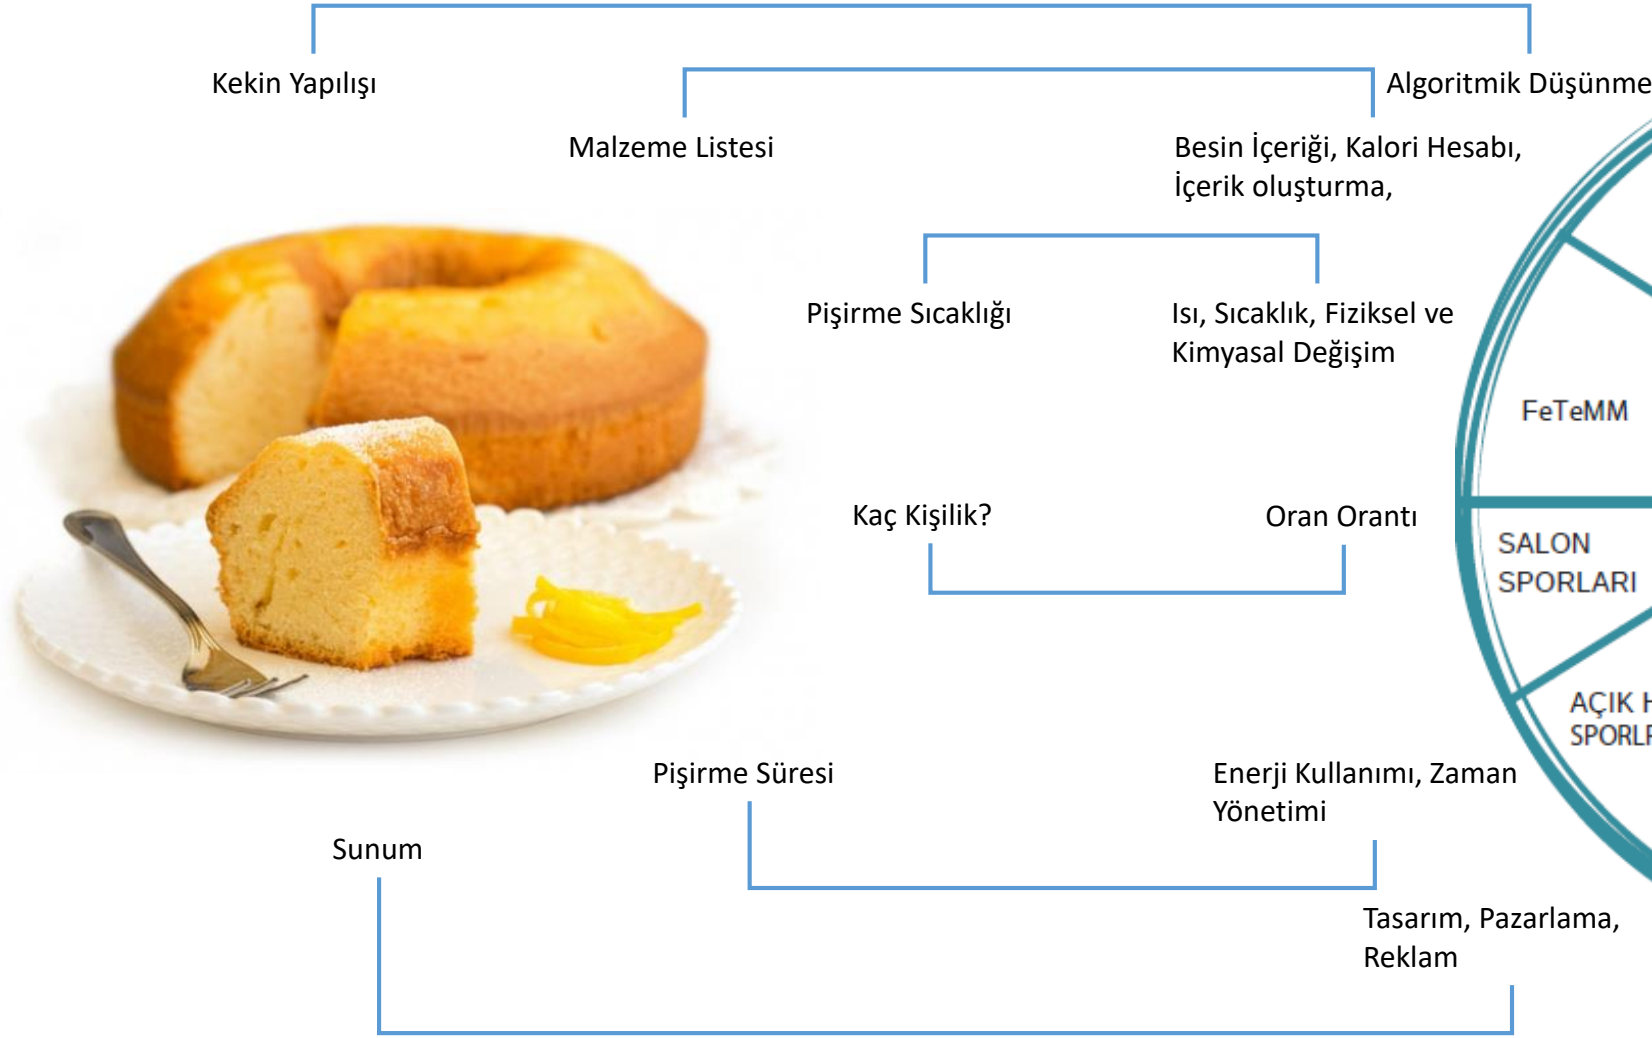 Kekin Yapılışı
Algoritmik Düşünme
Malzeme Listesi
Besin İçeriği, Kalori Hesabı,
İçerik oluşturma,
Pişirme Sıcaklığı
Isı, Sıcaklık, Fiziksel ve
Kimyasal Değişim
FeTeMM
Kaç Kişilik?
Oran Orantı
SALON
SPORLARI
AÇIK
Pişirme Süresi
Enerji Kullanımı, Zaman
Yönetimi
Sunum
Tasarım, Pazarlama,
Reklam